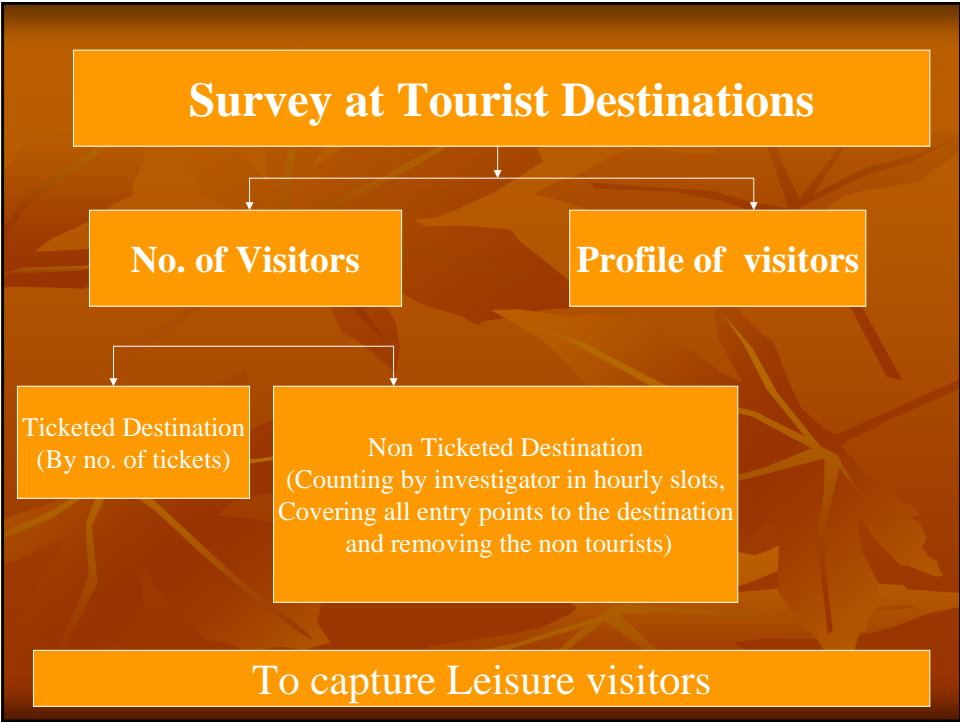 Survey at Tourist Destinations
No. of Visitors
Profile of visitors
Ticketed Destination
(By no. of tickets)
Non Ticketed Destination
(Counting by investigator in hourly slots,
Covering all entry points to the destination
and removing the non tourists)
To capture Leisure visitors